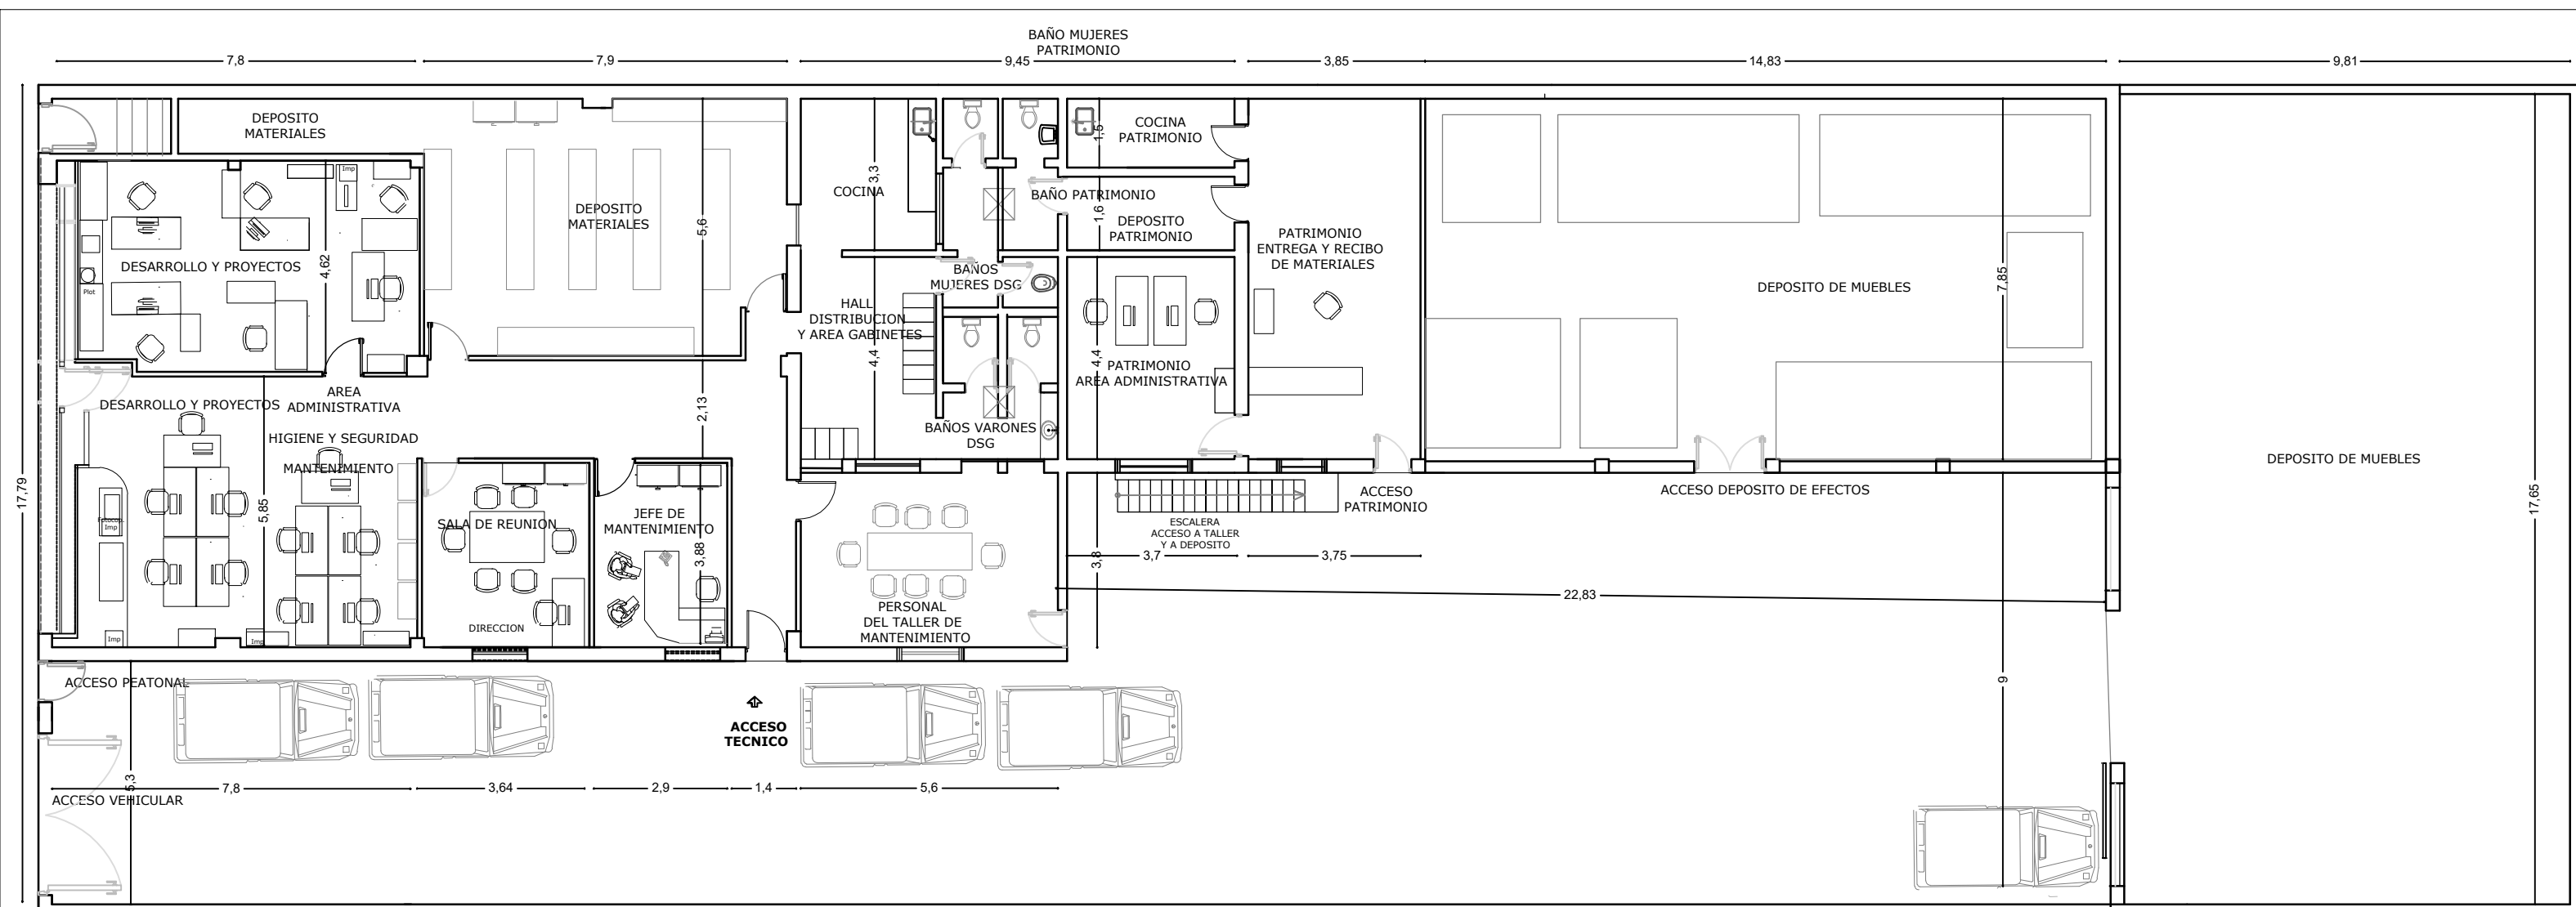 BAÑO MUJERES
PATRIMONIO
7,8
7,9
9,45
3,85
14,83
9,81
DEPOSITO
MATERIALES
COCINA
PATRIMONIO
1,5
Imp
3,3
COCINA
BAÑO PATRIMONIO
DEPOSITO
MATERIALES
5,6
1,6
DEPOSITO
PATRIMONIO
PATRIMONIO
ENTREGA Y RECIBO
DE MATERIALES
DESARROLLO Y PROYECTOS
4,62
Plot
BAÑOS
MUJERES DSG
7,85
DEPOSITO DE MUEBLES
HALL
DISTRIBUCION
Y AREA GABINETES
4,4
4,4
PATRIMONIO
AREA ADMINISTRATIVA
AREA
ADMINISTRATIVA
DESARROLLO Y PROYECTOS
2,13
HIGIENE Y SEGURIDAD
MANTENIMIENTO
BAÑOS VARONES
DSG
DEPOSITO DE MUEBLES
17,79
5,85
17,65
Fotocop.
Imp
SALA DE REUNION
JEFE DE
MANTENIMIENTO
3,88
ACCESO
PATRIMONIO
ACCESO DEPOSITO DE EFECTOS
ESCALERA
ACCESO A TALLER
Y A DEPOSITO
3,8
3,7
3,75
22,83
PERSONAL
DEL TALLER DE
MANTENIMIENTO
DIRECCION
Imp
Imp
ACCESO PEATONAL
9
ACCESO
TECNICO
5,3
7,8
3,64
2,9
1,4
5,6
ACCESO VEHICULAR